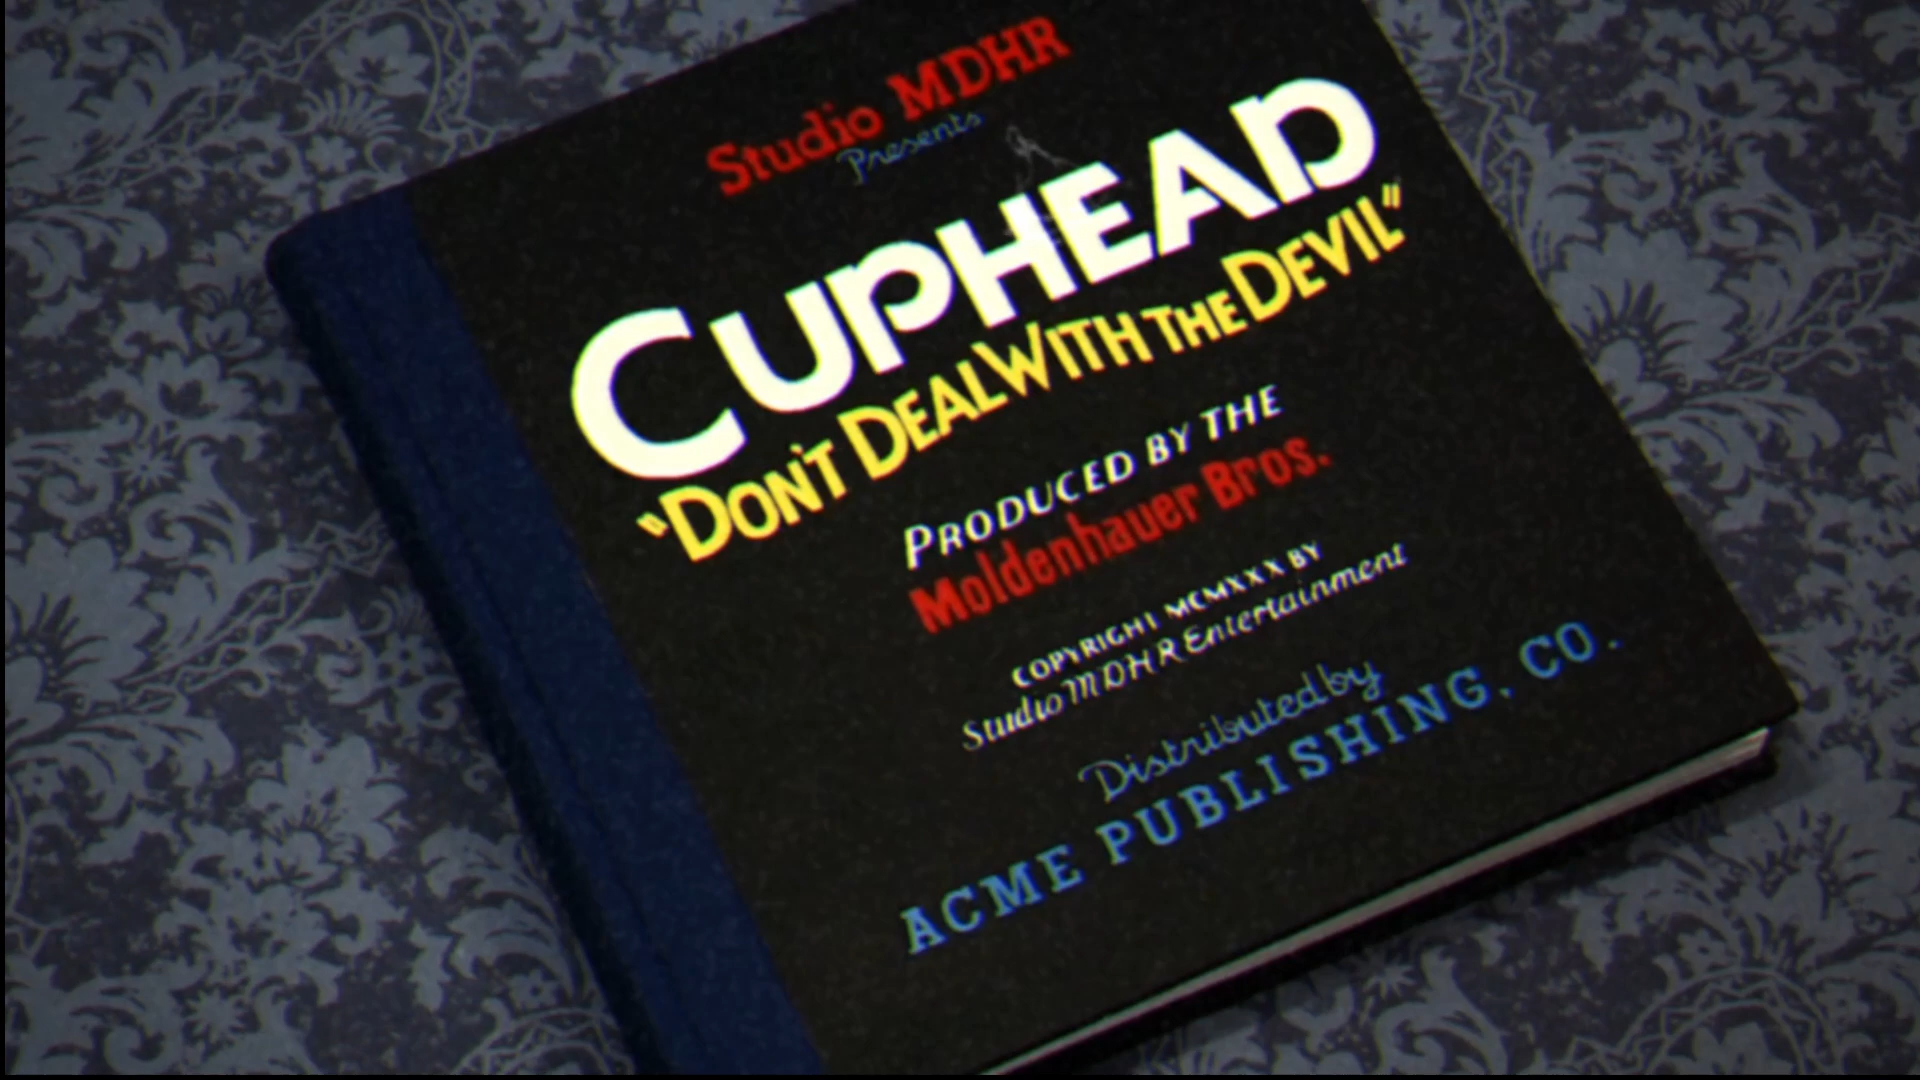 Studio MDHR
Presents
CUPHEAD
"DON'T DEAL WITH THE DEVIL"
PRODUCED BY THE
Moldenhauer Bros.
COPYRIGHT MCMXXX BY
Studio MDHR Entertainment
Distributed by
ACME PUBLISHING. CO.